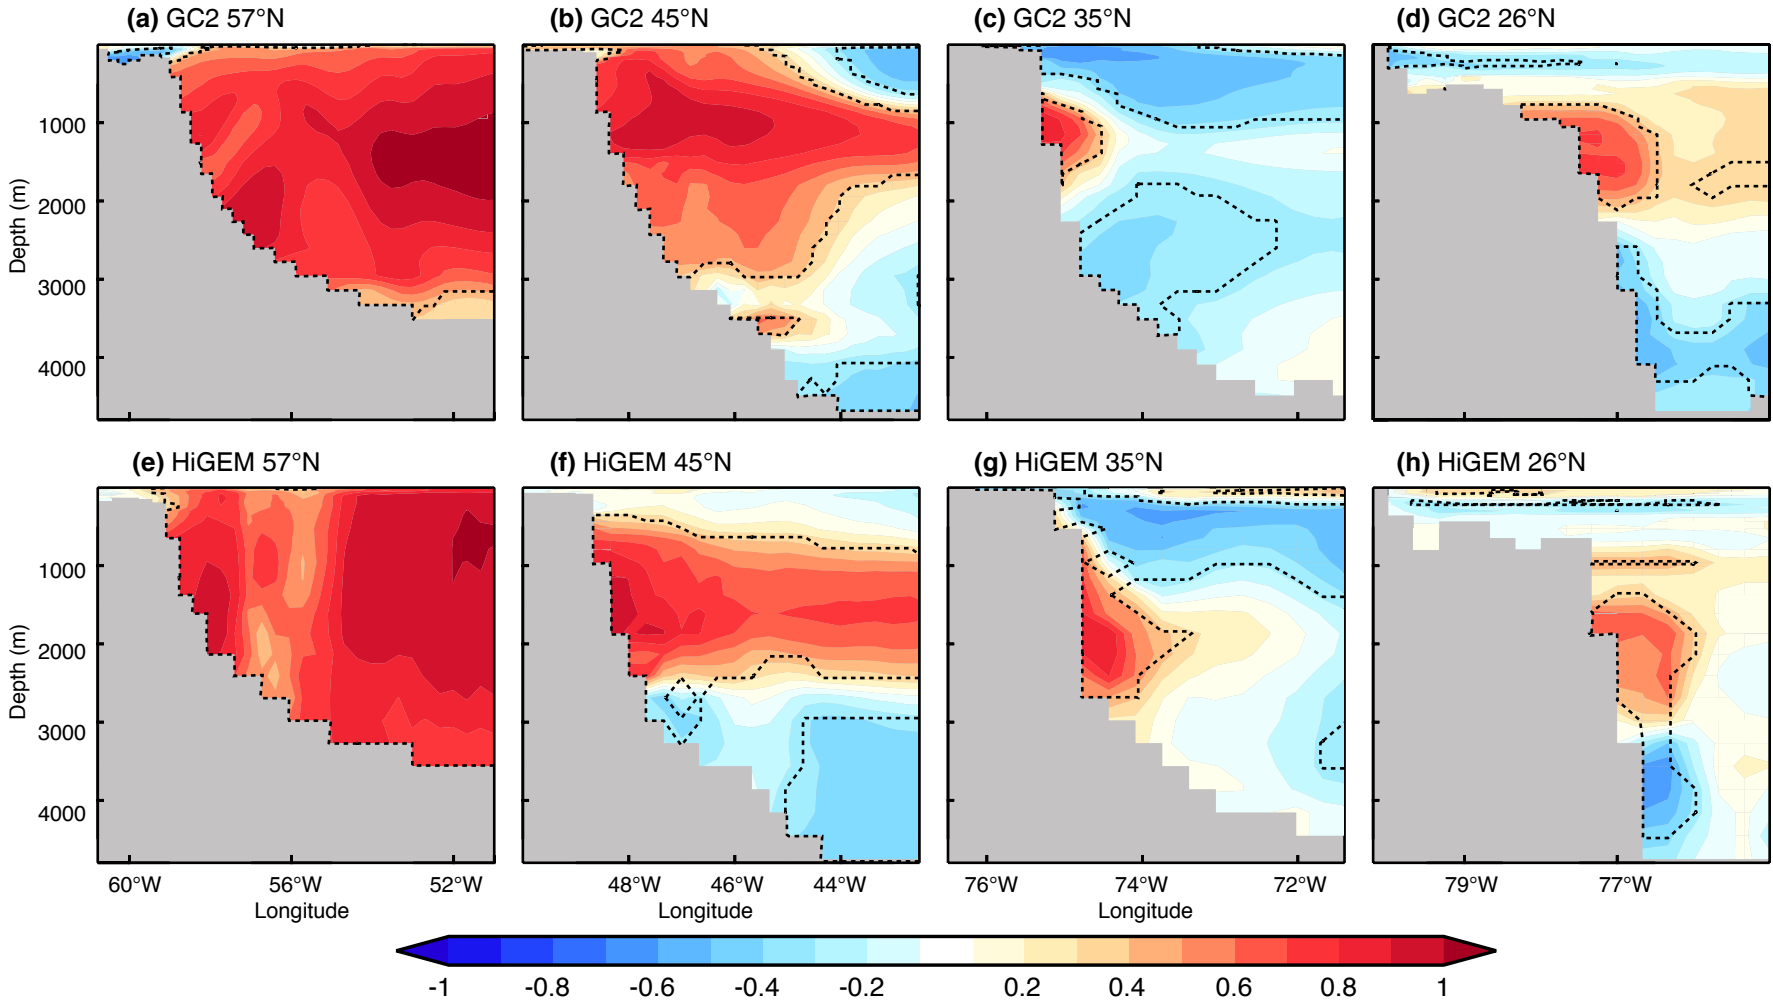 (a) GC2 57°N
(b) GC2 45°N
(c) GC2 35°N
(d) GC2 26°N
Depth (m)
1000
2000
3000
4000
(e) HiGEM 57°N
(f) HiGEM 45°N
(g) HiGEM 35°N
(h) HiGEM 26°N
Depth (m)
1000
2000
3000
4000
60°W 56°W 52°W
48°W 46°W 44°W
76°W 74°W 72°W
79°W 77°W
Longitude
Longitude
Longitude
-1 -0.8 -0.6 -0.4 -0.2 0.2 0.4 0.6 0.8 1